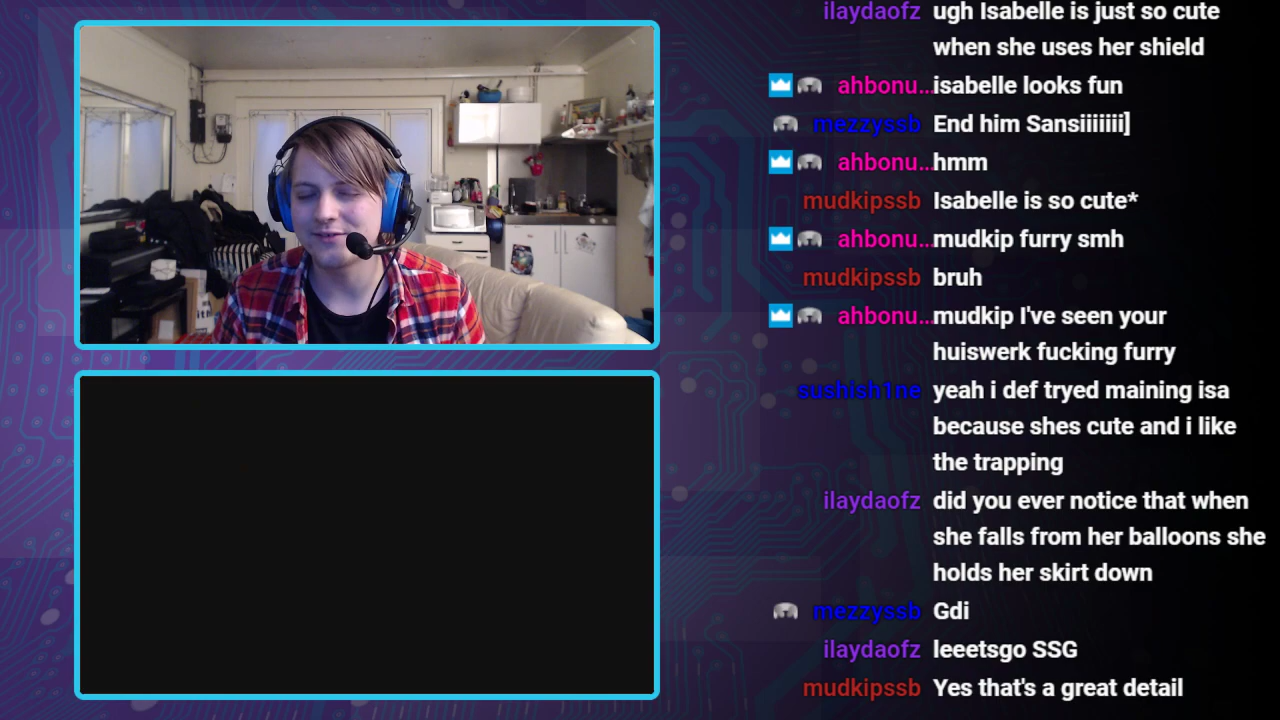 ilaydaofz ugh Isabelle is just so cute
when she uses her shield
ahbonu... isabelle looks fun
mezzyssb End him Sansiiiiiii]
ahbonu... hmm
mudkipssb Isabelle is so cute*
ahbonu... mudkip furry smh
mudkipssb bruh
ahbonu... mudkip I've seen your
huiswerk fucking furry
sushish1ne yeah i def tryed maining isa
because shes cute and i like
the trapping
ilaydaofz did you ever notice that when
she falls from her balloons she
holds her skirt down
mezzyssb Gdi
ilaydaofz leeetsgo SSG
mudkipssb Yes that's a great detail